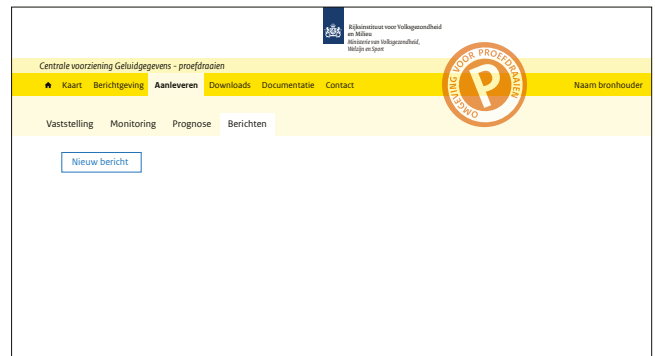 Rijksinstituut voor Volksgezondheid
en Milieu
Ministerie van Volksgezondheid,
Welzijn en Sport
Centrale voorziening Geluidgegevens - proefdraaien
Kaart Berichtgeving Aanleveren Downloads Documentatie Contact Naam bronhouder
OMGEVING VOOR PROEFDRAAIEN
P
Vaststelling Monitoring Prognose Berichten
Nieuw bericht